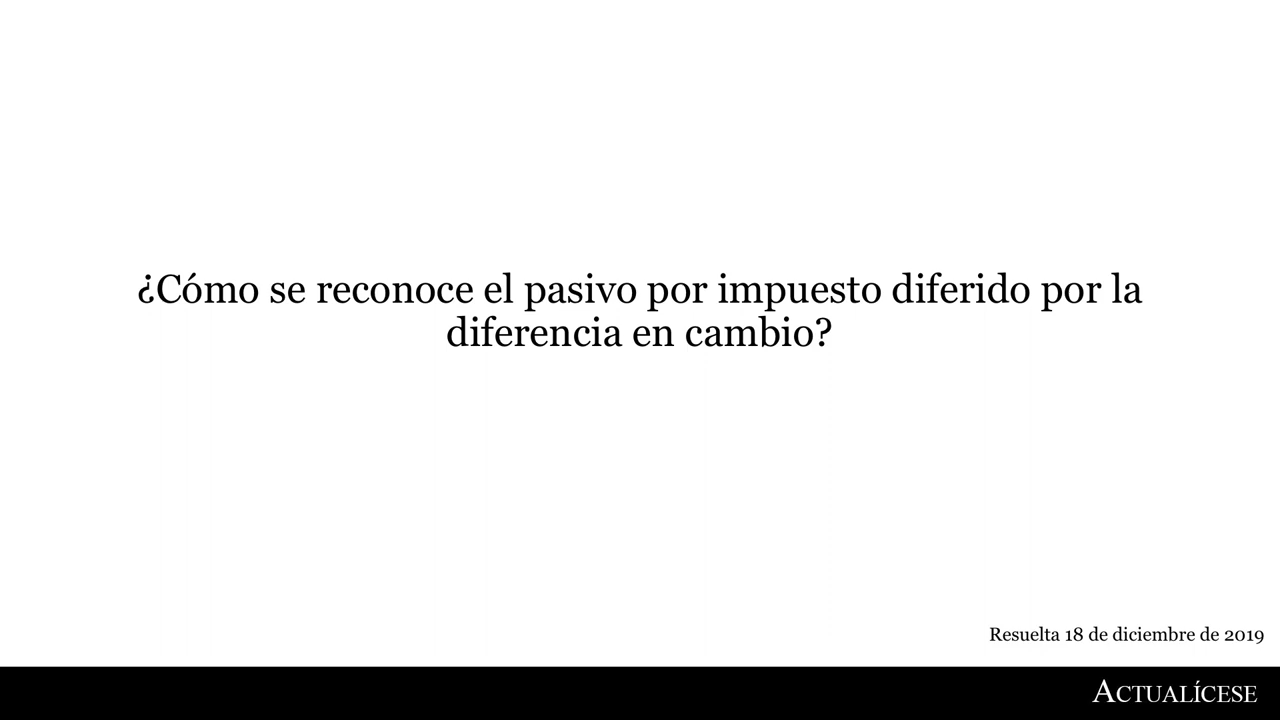 ¿Cómo se reconoce el pasivo por impuesto diferido por la
diferencia en cambio?
Resuelta 18 de diciembre de 2019
ACTUALÍCESE